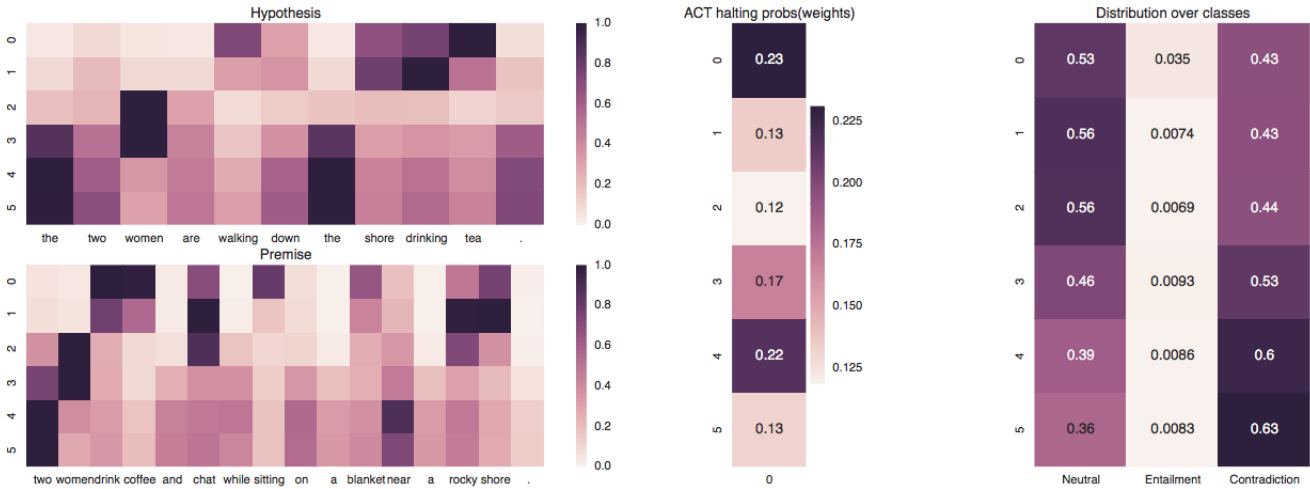 Hypothesis
0
1
2
3
4
5
the two women are walking down the shore drinking tea .
1.0
0.8
0.6
0.4
0.2
0.0
Premise
0
1
2
3
4
5
two women drink coffee and chat while sitting on a blanket near a rocky shore .
1.0
0.8
0.6
0.4
0.2
0.0
ACT halting probs(weights)
0 0.23
1 0.13
2 0.12
3 0.17
4 0.22
5 0.13
0
0.225
0.200
0.175
0.150
0.125
Distribution over classes
0 0.53 0.035 0.43
1 0.56 0.0074 0.43
2 0.56 0.0069 0.44
3 0.46 0.0093 0.53
4 0.39 0.0086 0.6
5 0.36 0.0083 0.63
Neutral Entailment Contradiction